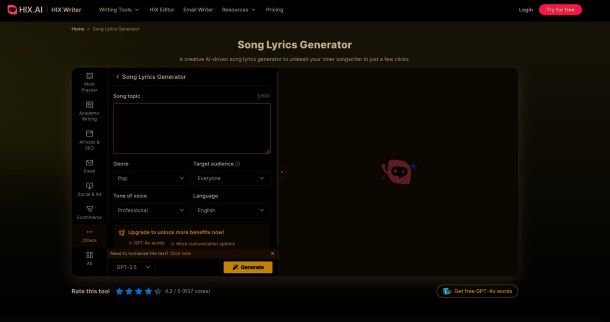 HIX.AI | HIX Writer Writing Tools HIX Editor Email Writer Resources Pricing Login Try for free
Home > Song Lyrics Generator
Song Lyrics Generator
A creative AI-driven song lyrics generator to unleash your inner songwriter in just a few clicks.
Most Popular
Academic Writing
Articles & SEO
Email
Social & Ad
Ecommerce
Others
All
< Song Lyrics Generator
Song topic 0/500
Genre Target audience
Pop Everyone
Tone of voice Language
Professional English
Upgrade to unlock more benefits now!
GPT-4o words More customization options
Need to humanize the text? Click here
GPT-3.5 Generate
Rate this tool 4.3 / 5 (657 votes) Get free GPT-4o words